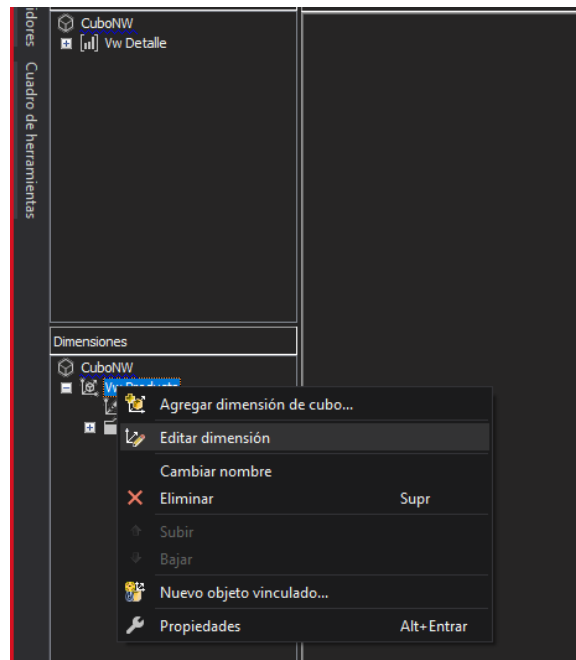 idores
Cuadro de herramientas
CuboNW
Vw Detalle
Dimensiones
CuboNW
Agregar dimensión de cubo...
Editar dimensión
Cambiar nombre
Eliminar Supr
Subir
Bajar
Nuevo objeto vinculado...
Propiedades Alt+Entrar